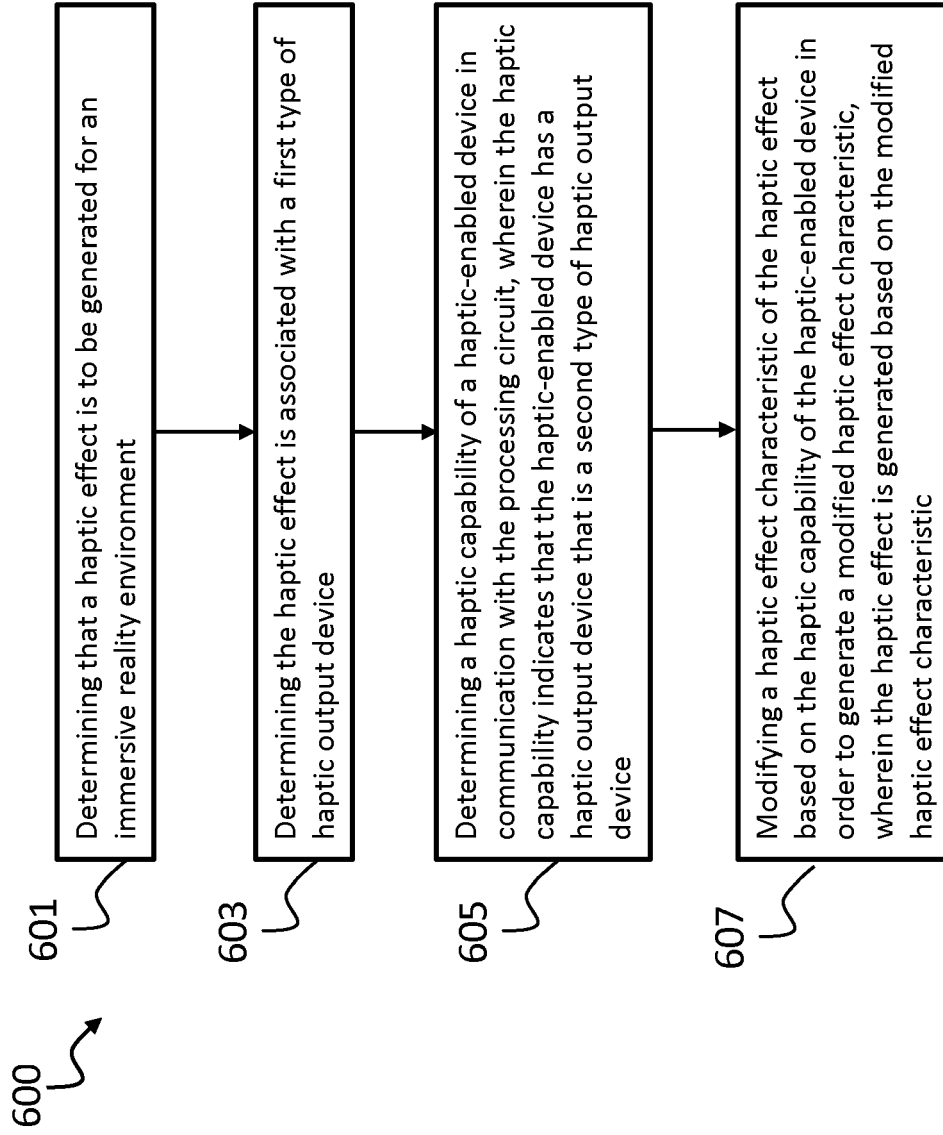 600
601
Determining that a haptic effect is to be generated for an
immersive reality environment
603
Determining the haptic effect is associated with a first type of
haptic output device
605
Determining a haptic capability of a haptic-enabled device in
communication with the processing circuit, wherein the haptic
capability indicates that the haptic-enabled device has a
haptic output device that is a second type of haptic output
device
607
Modifying a haptic effect characteristic of the haptic effect
based on the haptic capability of the haptic-enabled device in
order to generate a modified haptic effect characteristic,
wherein the haptic effect is generated based on the modified
haptic effect characteristic